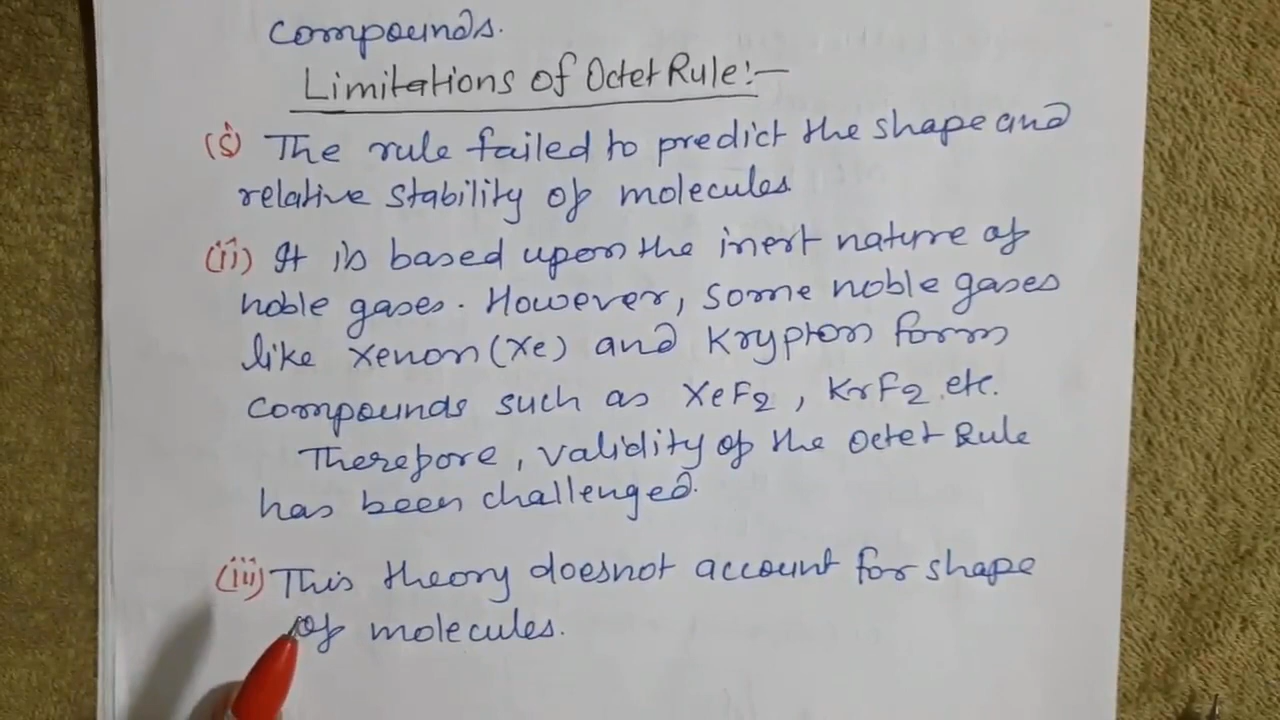 compounds.
Limitations of Octet Rule:-
(i) The rule failed to predict the shape and
relative stability of molecules
(ii) It is based upon the inert nature of
noble gases. However, some noble gases
like Xenon (Xe) and Krypton form
compounds such as XeF2, KrF2 etc.
Therefore, validity of the Octet Rule
has been challenged.
(iii) This theory doesnot account for shape
of molecules.